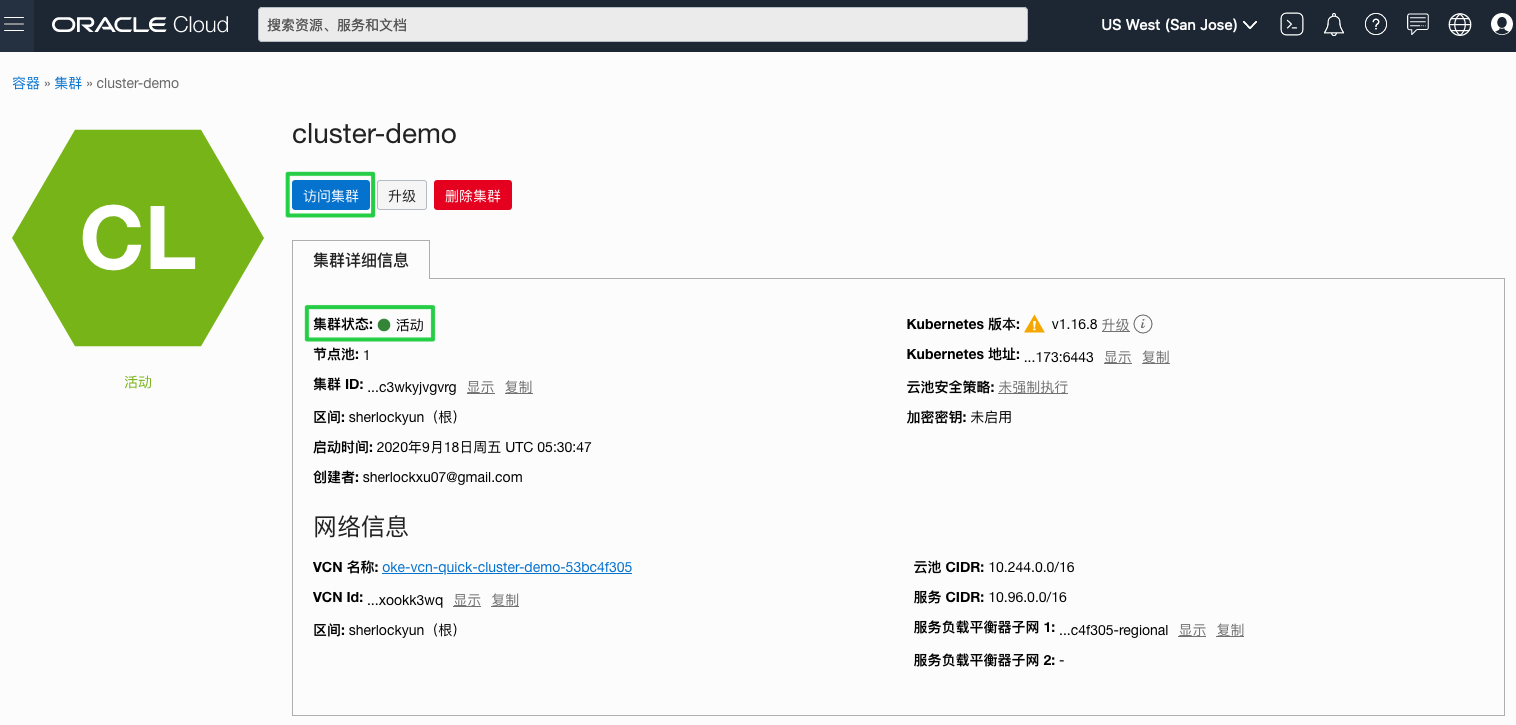 ORACLE Cloud
搜索资源、服务和文档
US West (San Jose)
容器 » 集群 » cluster-demo
CL
活动
cluster-demo
访问集群 升级 删除集群
集群详细信息
集群状态: 活动
节点池: 1
集群 ID: ...c3wkyjvgvrg 显示 复制
区间: sherlockyun（根）
启动时间: 2020年9月18日周五 UTC 05:30:47
创建者: sherlockxu07@gmail.com
Kubernetes 版本: v1.16.8 升级
Kubernetes 地址: ...173:6443 显示 复制
云池安全策略: 未强制执行
加密密钥: 未启用
网络信息
VCN 名称: oke-vcn-quick-cluster-demo-53bc4f305
VCN Id: ...xookk3wq 显示 复制
区间: sherlockyun（根）
云池 CIDR: 10.244.0.0/16
服务 CIDR: 10.96.0.0/16
服务负载平衡器子网 1: ...c4f305-regional 显示 复制
服务负载平衡器子网 2: -